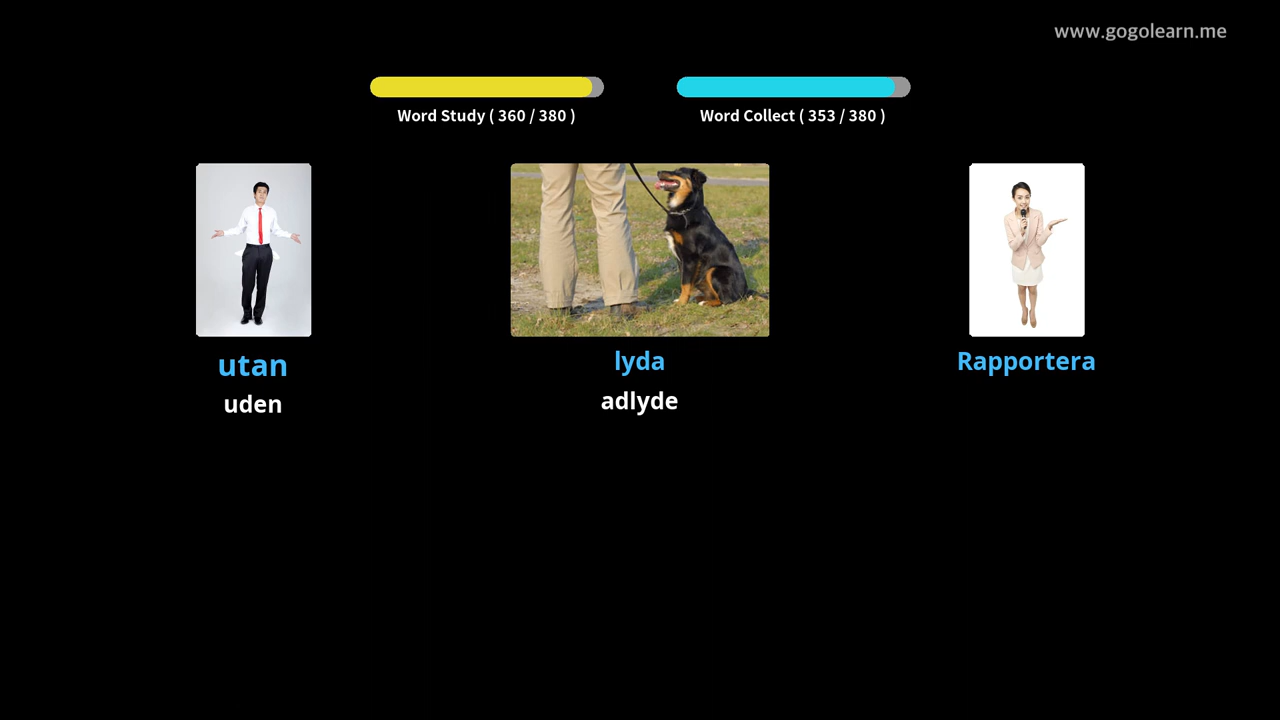 www.gogolearn.me
Word Study ( 360 / 380 )
Word Collect ( 353 / 380 )
utan
lyda
Rapportera
uden
adlyde